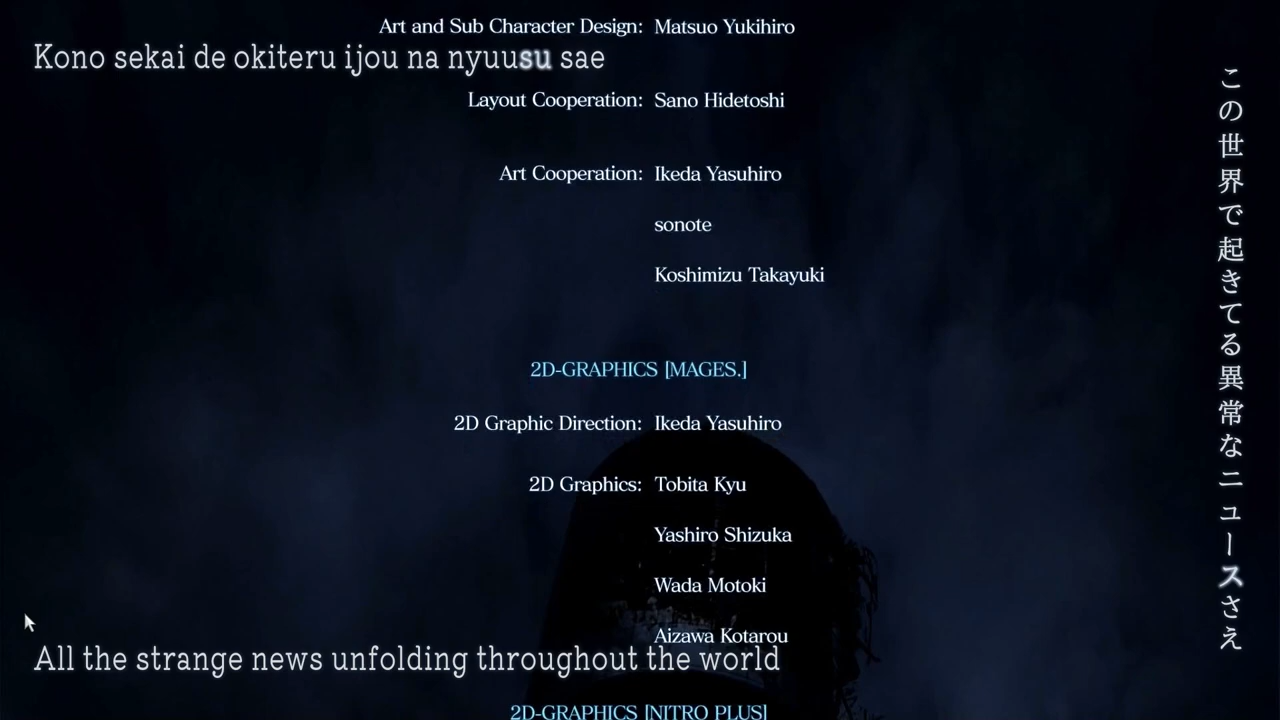 Art and Sub Character Design: Matsuo Yukihiro
Kono sekai de okiteru ijou na nyuusu sae
Layout Cooperation: Sano Hidetoshi
Art Cooperation: Ikeda Yasuhiro
sonote
Koshimizu Takayuki
2D-GRAPHICS [MAGES.]
2D Graphic Direction: Ikeda Yasuhiro
2D Graphics: Tobita Kyu
Yashiro Shizuka
Wada Motoki
Aizawa Kotarou
All the strange news unfolding throughout the world
2D-GRAPHICS [NITRO PLUS]
この世界で起きてる異常なニュースさえ